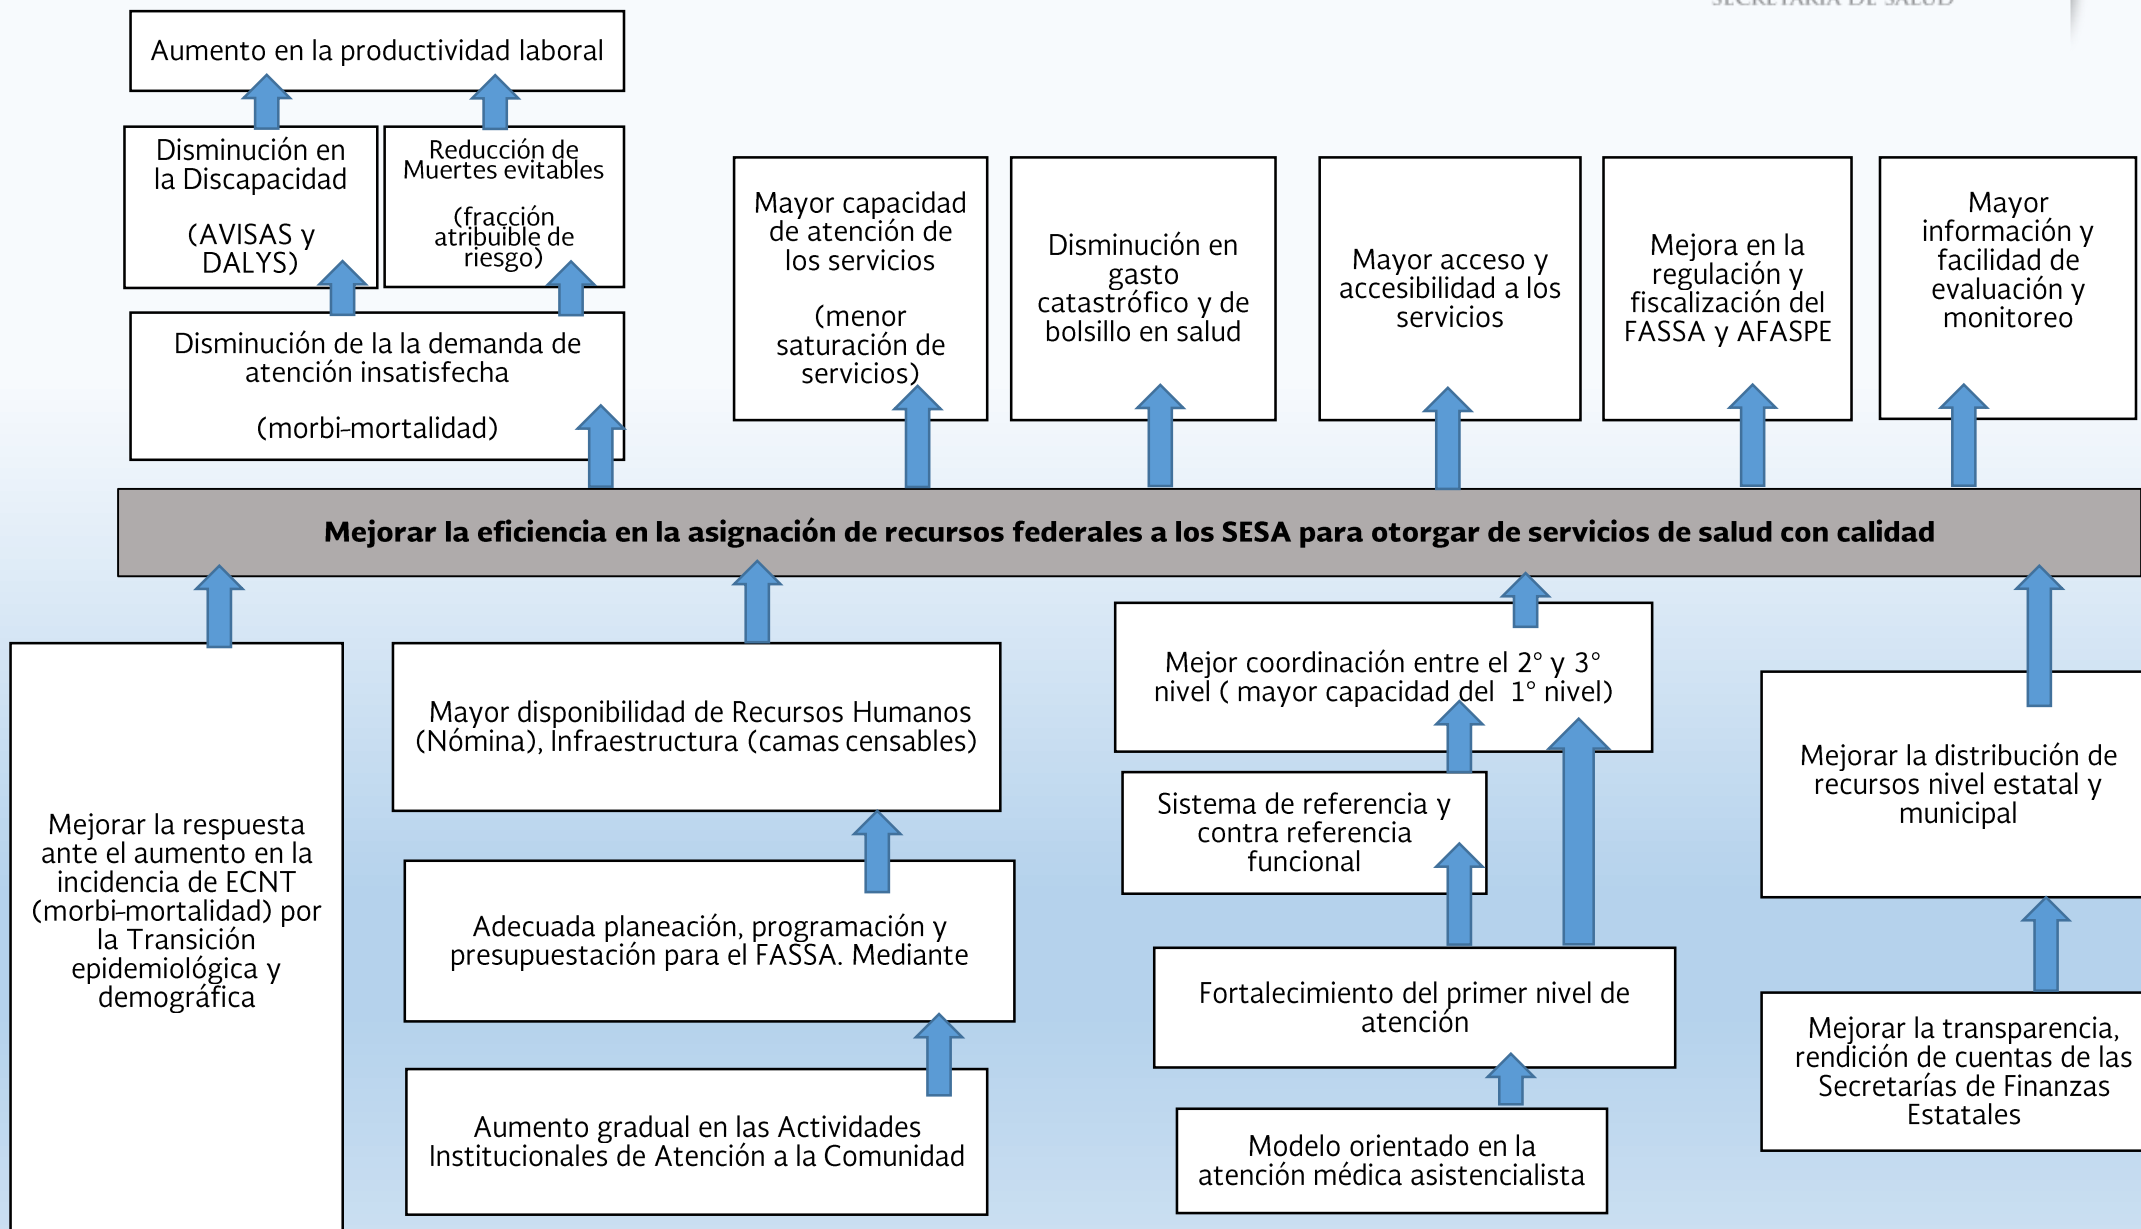 SECRETARÍA DE SALUD
Aumento en la productividad laboral
Disminución en
la Discapacidad
(AVISAS y
DALYS)
Reducción de
Muertes evitables
(fracción
atribuible de
riesgo)
Disminución de la la demanda de
atención insatisfecha
(morbi-mortalidad)
Mayor capacidad
de atención de
los servicios
(menor
saturación de
servicios)
Disminución en
gasto
catastrófico y de
bolsillo en salud
Mayor acceso y
accesibilidad a los
servicios
Mejora en la
regulación y
fiscalización del
FASSA y AFASPE
Mayor
información y
facilidad de
evaluación y
monitoreo
Mejorar la eficiencia en la asignación de recursos federales a los SESA para otorgar de servicios de salud con calidad
Mejorar la respuesta
ante el aumento en la
incidencia de ECNT
(morbi-mortalidad) por
la Transición
epidemiológica y
demográfica
Mayor disponibilidad de Recursos Humanos
(Nómina), Infraestructura (camas censables)
Adecuada planeación, programación y
presupuestación para el FASSA. Mediante
Aumento gradual en las Actividades
Institucionales de Atención a la Comunidad
Mejor coordinación entre el 2° y 3°
nivel ( mayor capacidad del  1° nivel)
Sistema de referencia y
contra referencia
funcional
Fortalecimiento del primer nivel de
atención
Modelo orientado en la
atención médica asistencialista
Mejorar la distribución de
recursos nivel estatal y
municipal
Mejorar la transparencia,
rendición de cuentas de las
Secretarías de Finanzas
Estatales